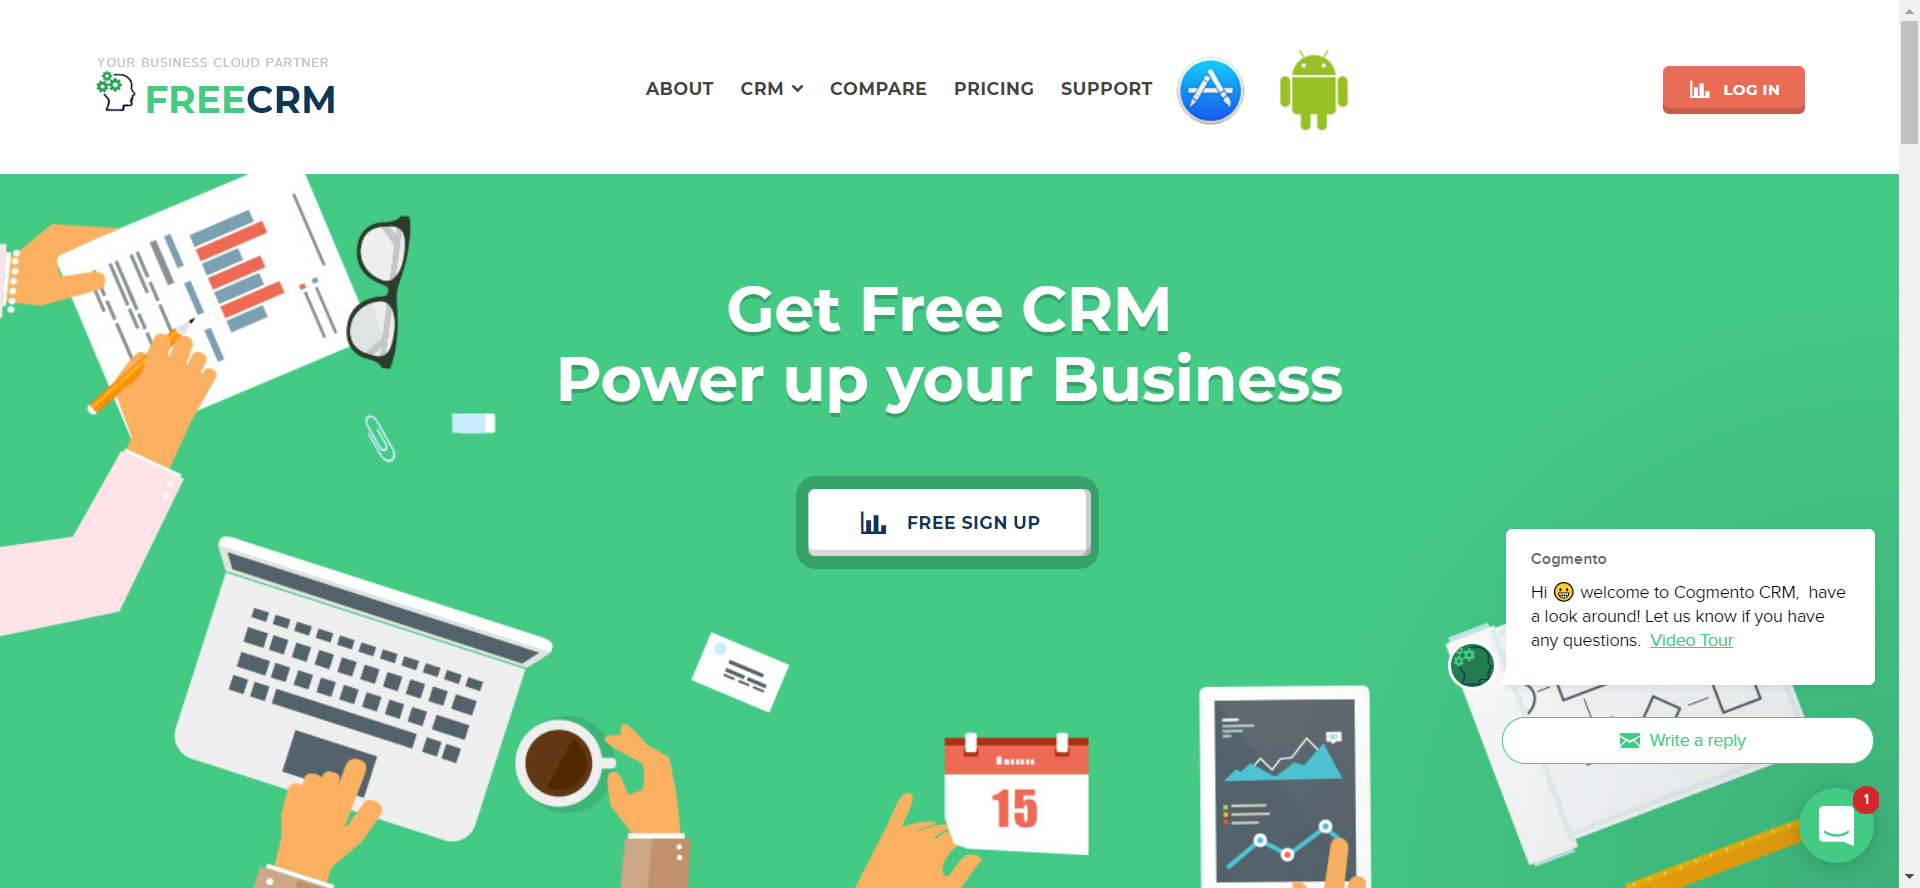 YOUR BUSINESS CLOUD PARTNER
FREECRM
ABOUT
CRM
COMPARE
PRICING
SUPPORT
LOG IN
Get Free CRM
Power up your Business
FREE SIGN UP
Cogmento
Hi 😀 welcome to Cogmento CRM, have
a look around! Let us know if you have
any questions. Video Tour
Write a reply
15
1